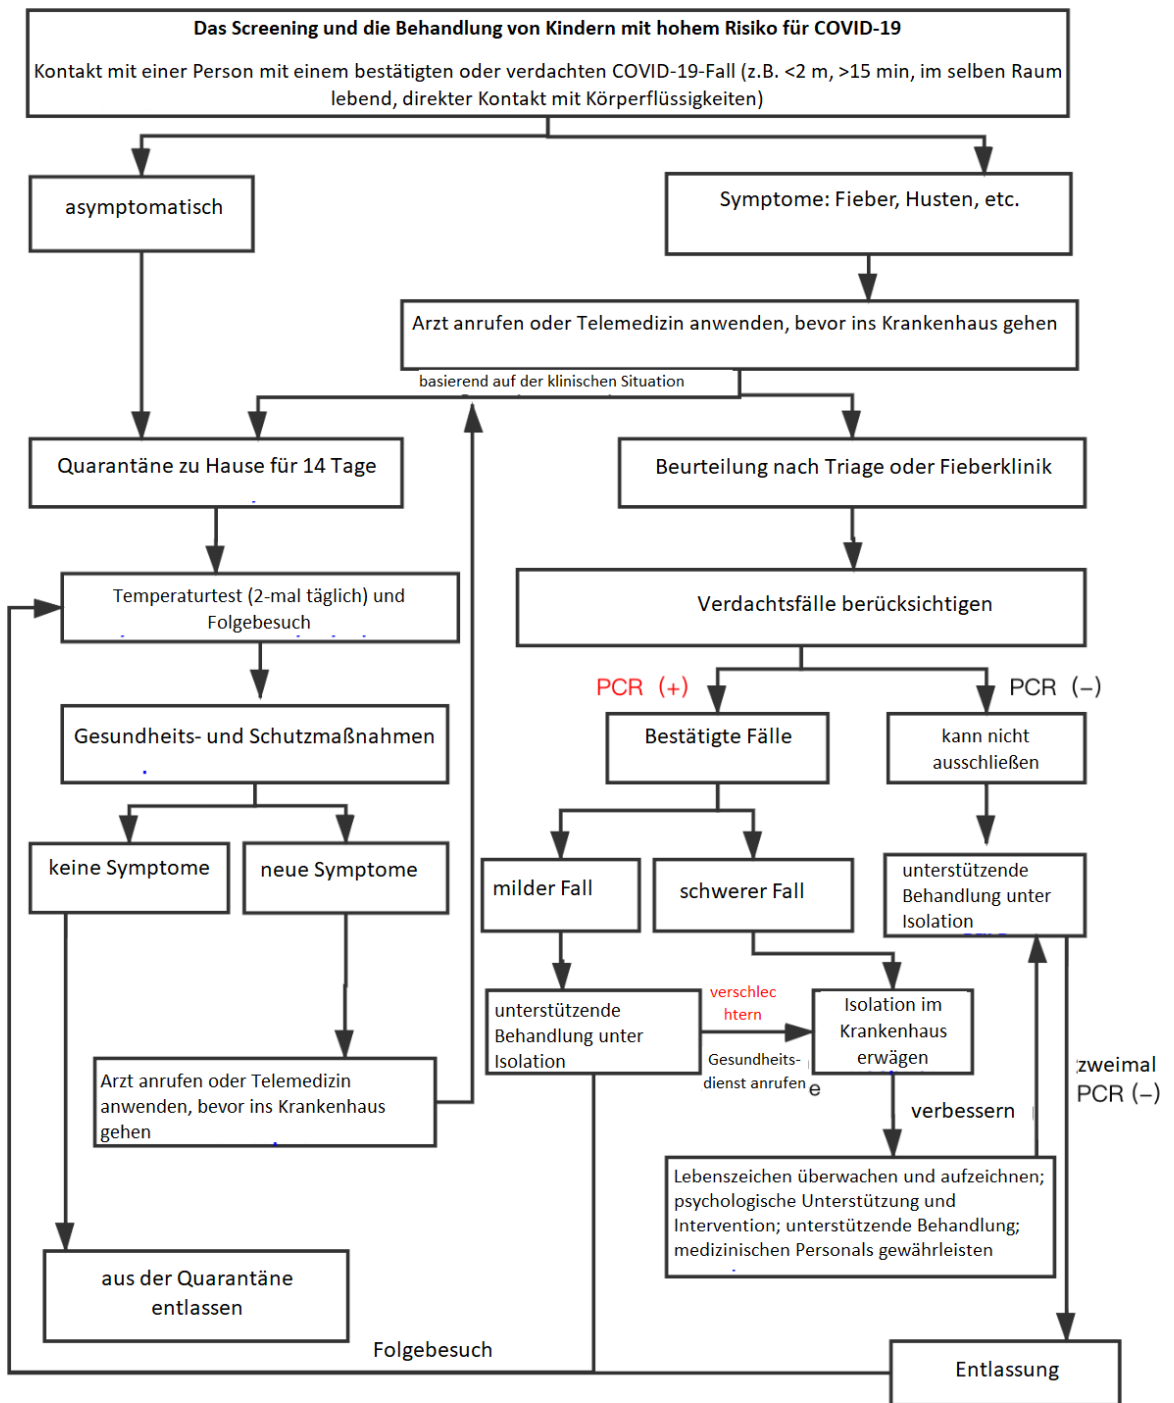 Das Screening und die Behandlung von Kindern mit hohem Risiko für COVID-19
Kontakt mit einer Person mit einem bestätigten oder verdachten COVID-19-Fall (z.B. <2 m, >15 min, im selben Raum
lebend, direkter Kontakt mit Körperflüssigkeiten)
asymptomatisch
Symptome: Fieber, Husten, etc.
Arzt anrufen oder Telemedizin anwenden, bevor ins Krankenhaus gehen
basierend auf der klinischen Situation
Quarantäne zu Hause für 14 Tage
Beurteilung nach Triage oder Fieberklinik
Temperaturtest (2-mal täglich) und
Folgebesuch
Verdachtsfälle berücksichtigen
PCR (+)
PCR (−)
Gesundheits- und Schutzmaßnahmen
Bestätigte Fälle
kann nicht
ausschließen
keine Symptome
neue Symptome
milder Fall
schwerer Fall
unterstützende
Behandlung unter
Isolation
unterstützende
Behandlung unter
Isolation
verschlec
htern
Gesundheits-
dienst anrufen
e
Isolation im
Krankenhaus
erwägen
zweimal
PCR (−)
Arzt anrufen oder Telemedizin
anwenden, bevor ins Krankenhaus
gehen
verbessern
Lebenszeichen überwachen und aufzeichnen;
psychologische Unterstützung und
Intervention; unterstützende Behandlung;
medizinischen Personals gewährleisten
aus der Quarantäne
entlassen
Folgebesuch
Entlassung